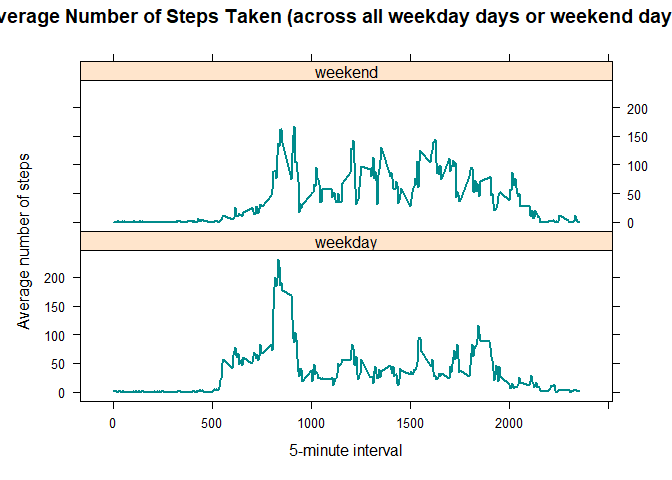 verage Number of Steps Taken (across all weekday days or weekend day
weekend
200
150
100
50
0
weekday
200
150
100
50
0
Average number of steps
0 500 1000 1500 2000
5-minute interval